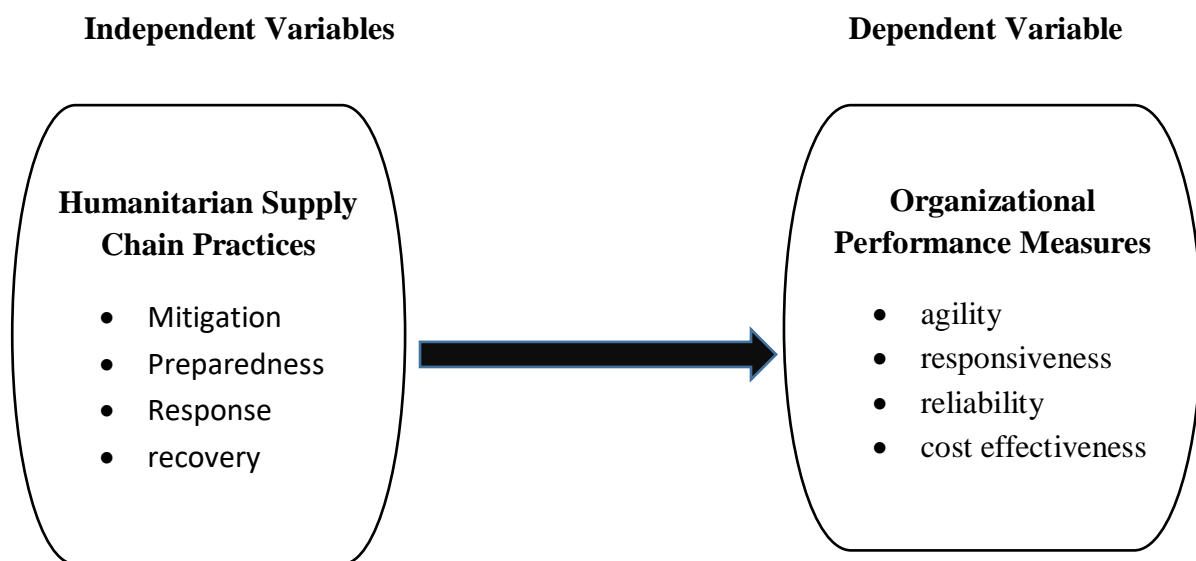 Independent Variables
Dependent Variable
Humanitarian Supply
Chain Practices
• Mitigation
• Preparedness
• Response
• recovery
Organizational
Performance Measures
• agility
• responsiveness
• reliability
• cost effectiveness